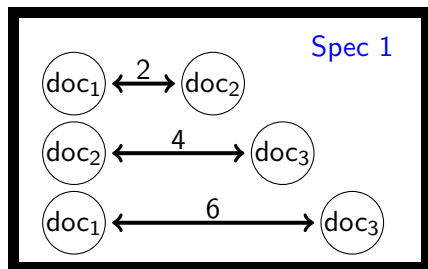 Spec 1
doc₁ 2 doc₂
doc₂ 4 doc₃
doc₁ 6 doc₃